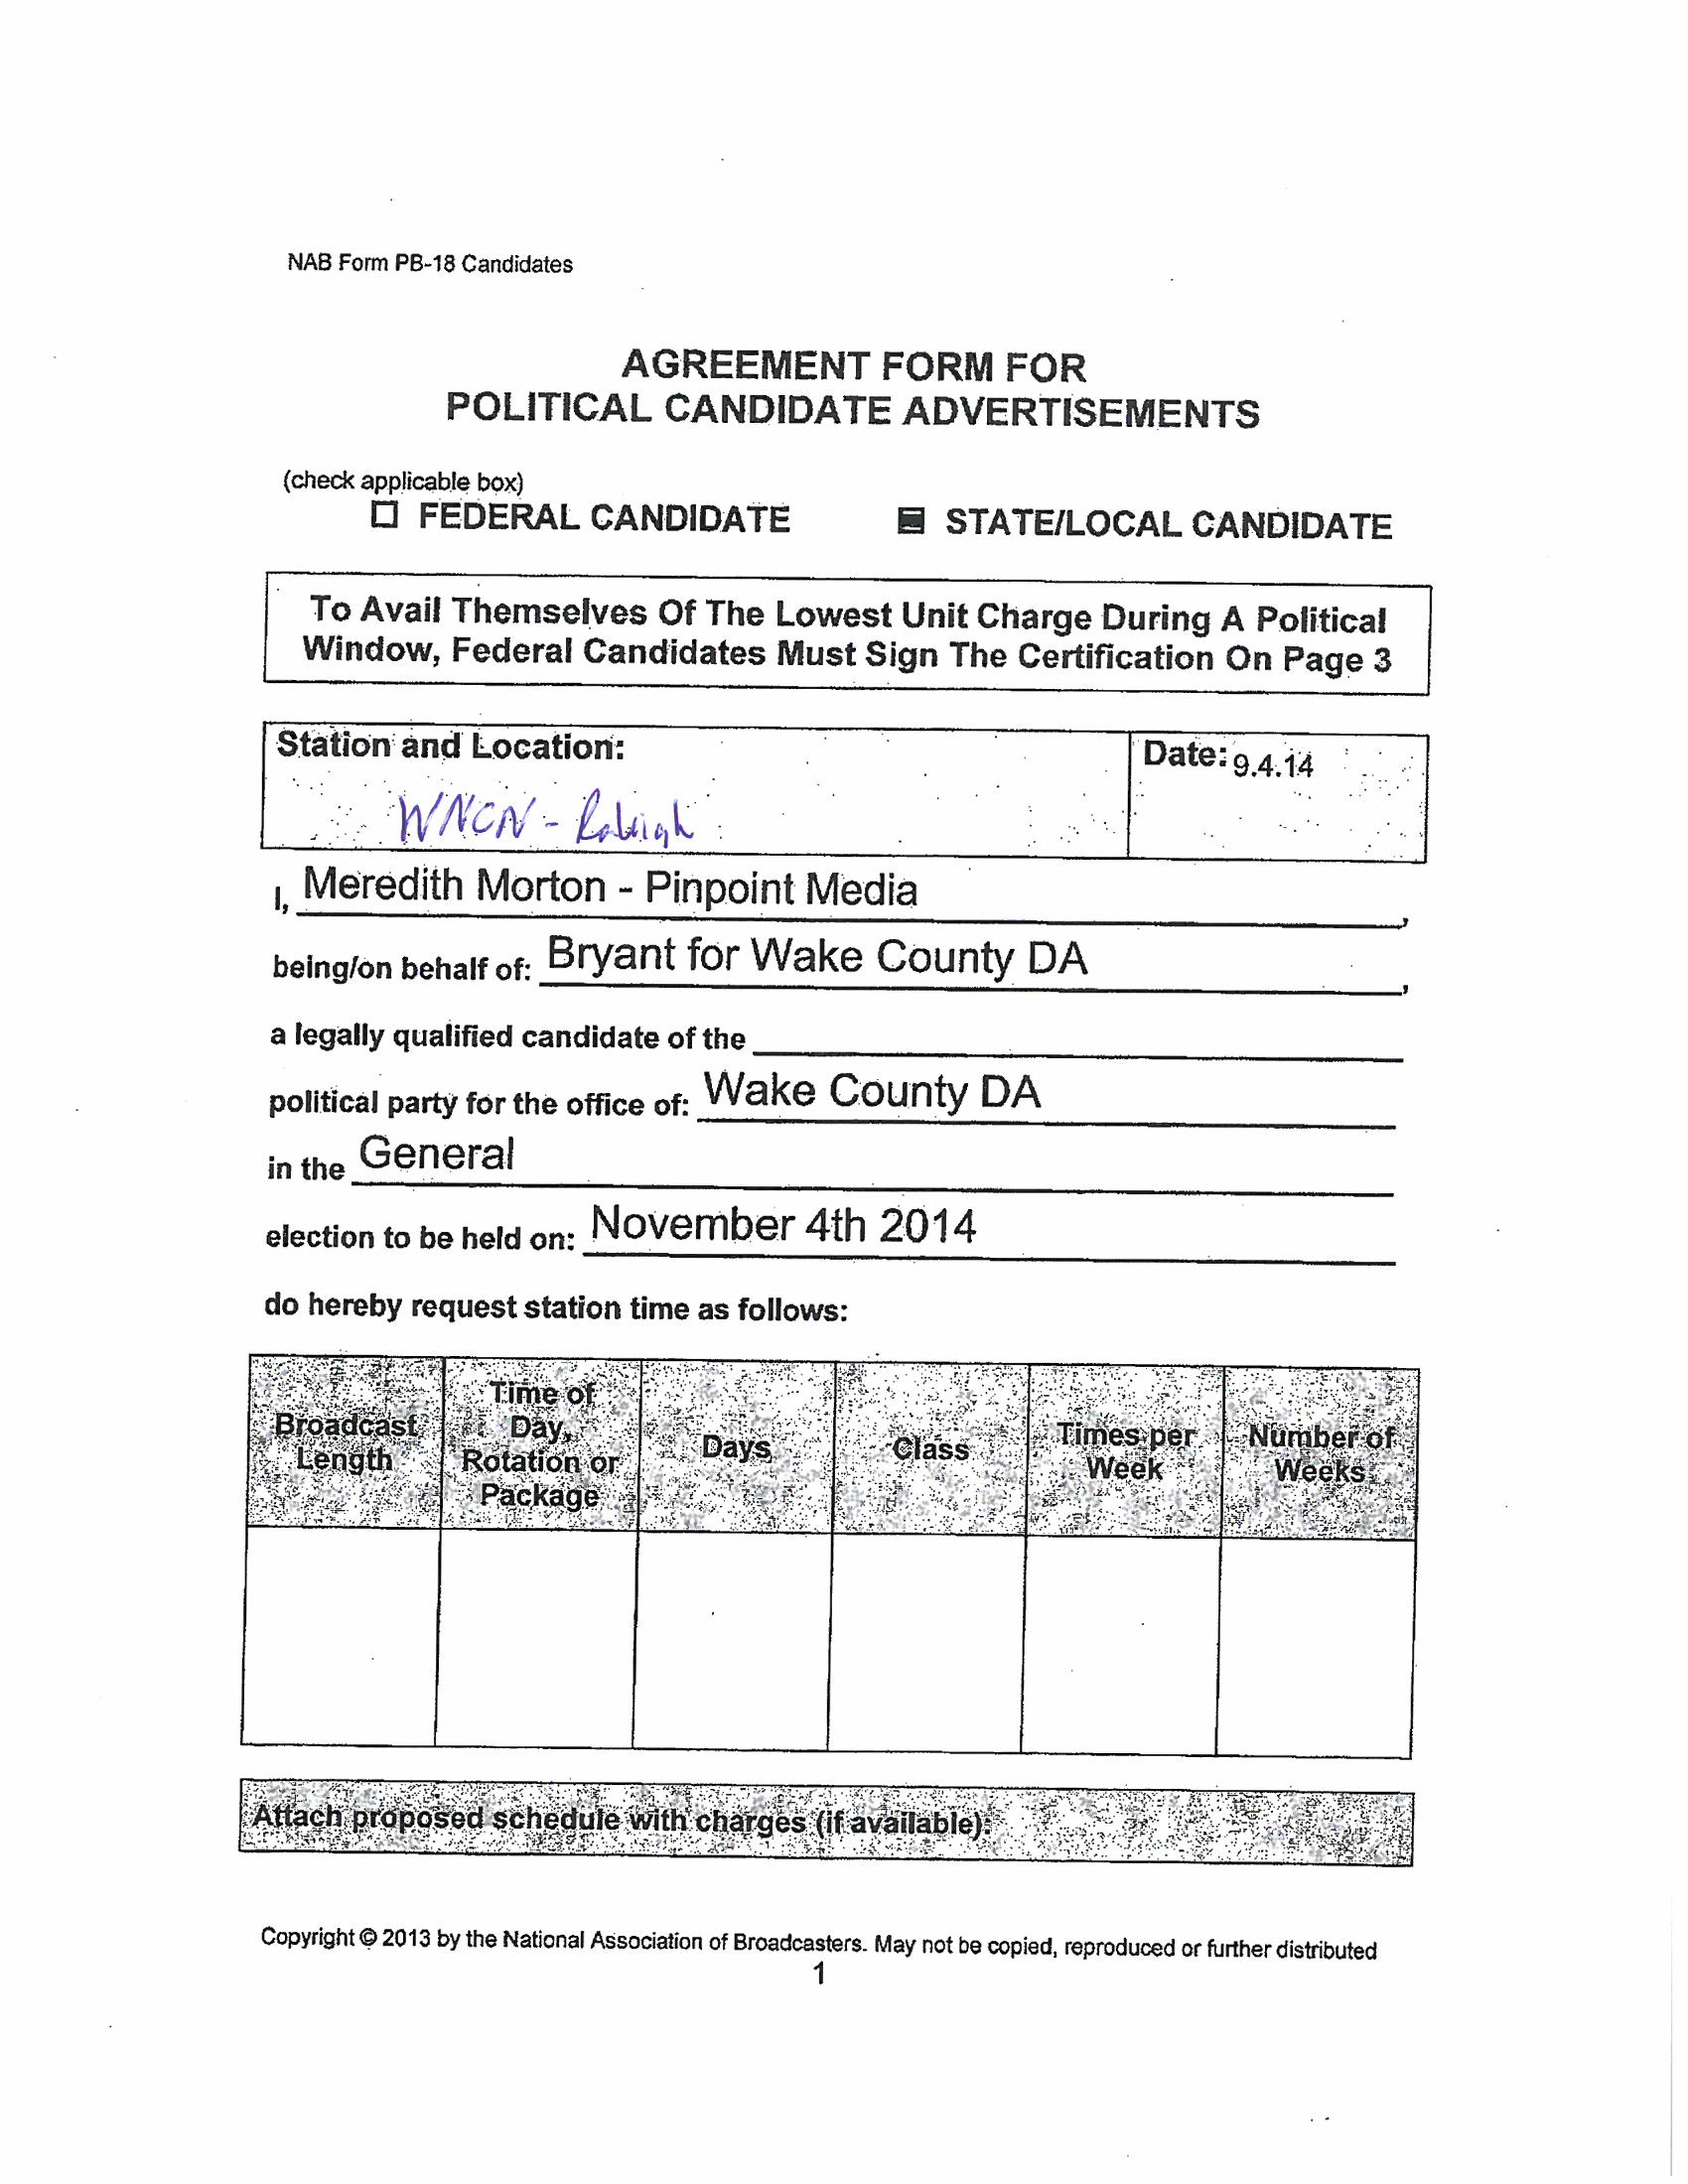 NAB Form PB-18 Candidates
AGREEMENT FORM FOR
POLITICAL CANDIDATE ADVERTISEMENTS
(check applicable box)
☐ FEDERAL CANDIDATE ☒ STATE/LOCAL CANDIDATE
To Avail Themselves Of The Lowest Unit Charge During A Political
Window, Federal Candidates Must Sign The Certification On Page 3
Station and Location: Date: 9.4.14
WNCN - Raleigh
I, Meredith Morton - Pinpoint Media,
being/on behalf of: Bryant for Wake County DA,
a legally qualified candidate of the
political party for the office of: Wake County DA
in the General
election to be held on: November 4th 2014
do hereby request station time as follows:
Broadcast Length
Time of Day, Rotation or Package
Days
Class
Times per Week
Number of Weeks
Attach proposed schedule with charges (if available):
Copyright © 2013 by the National Association of Broadcasters. May not be copied, reproduced or further distributed
1